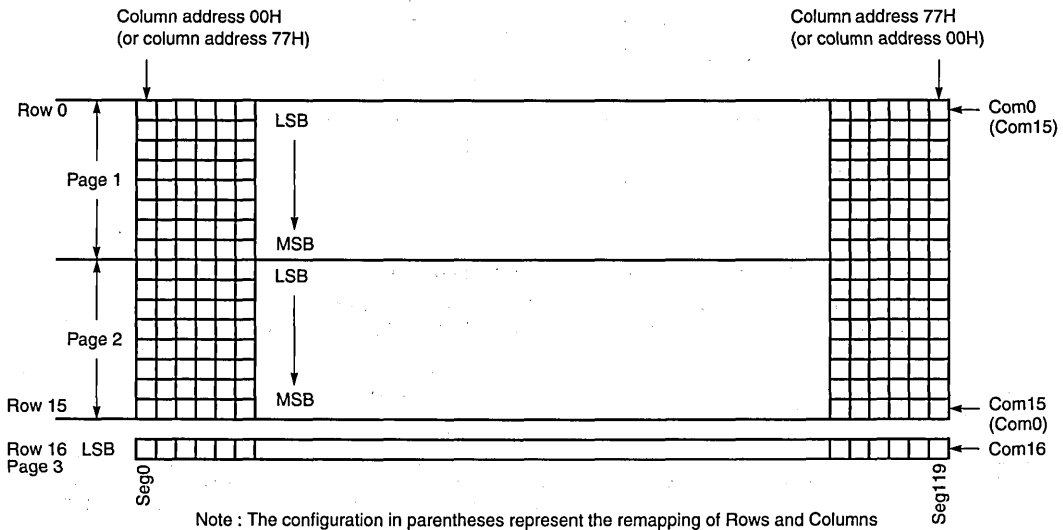 Column address 00H
(or column address 77H)
Column address 77H
(or column address 00H)
Row 0
LSB
Com0
(Com15)
Page 1
MSB
LSB
Page 2
MSB
Row 15
Com15
(Com0)
Row 16 LSB
Page 3
Com16
Seg0
Seg119
Note : The configuration in parentheses represent the remapping of Rows and Columns